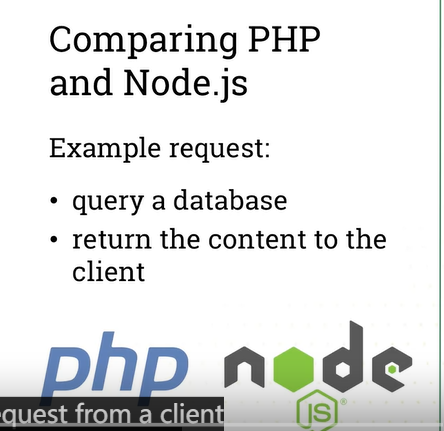 Comparing PHP
and Node.js
Example request:
• query a database
• return the content to the
client
php
node
JS
equest from a client